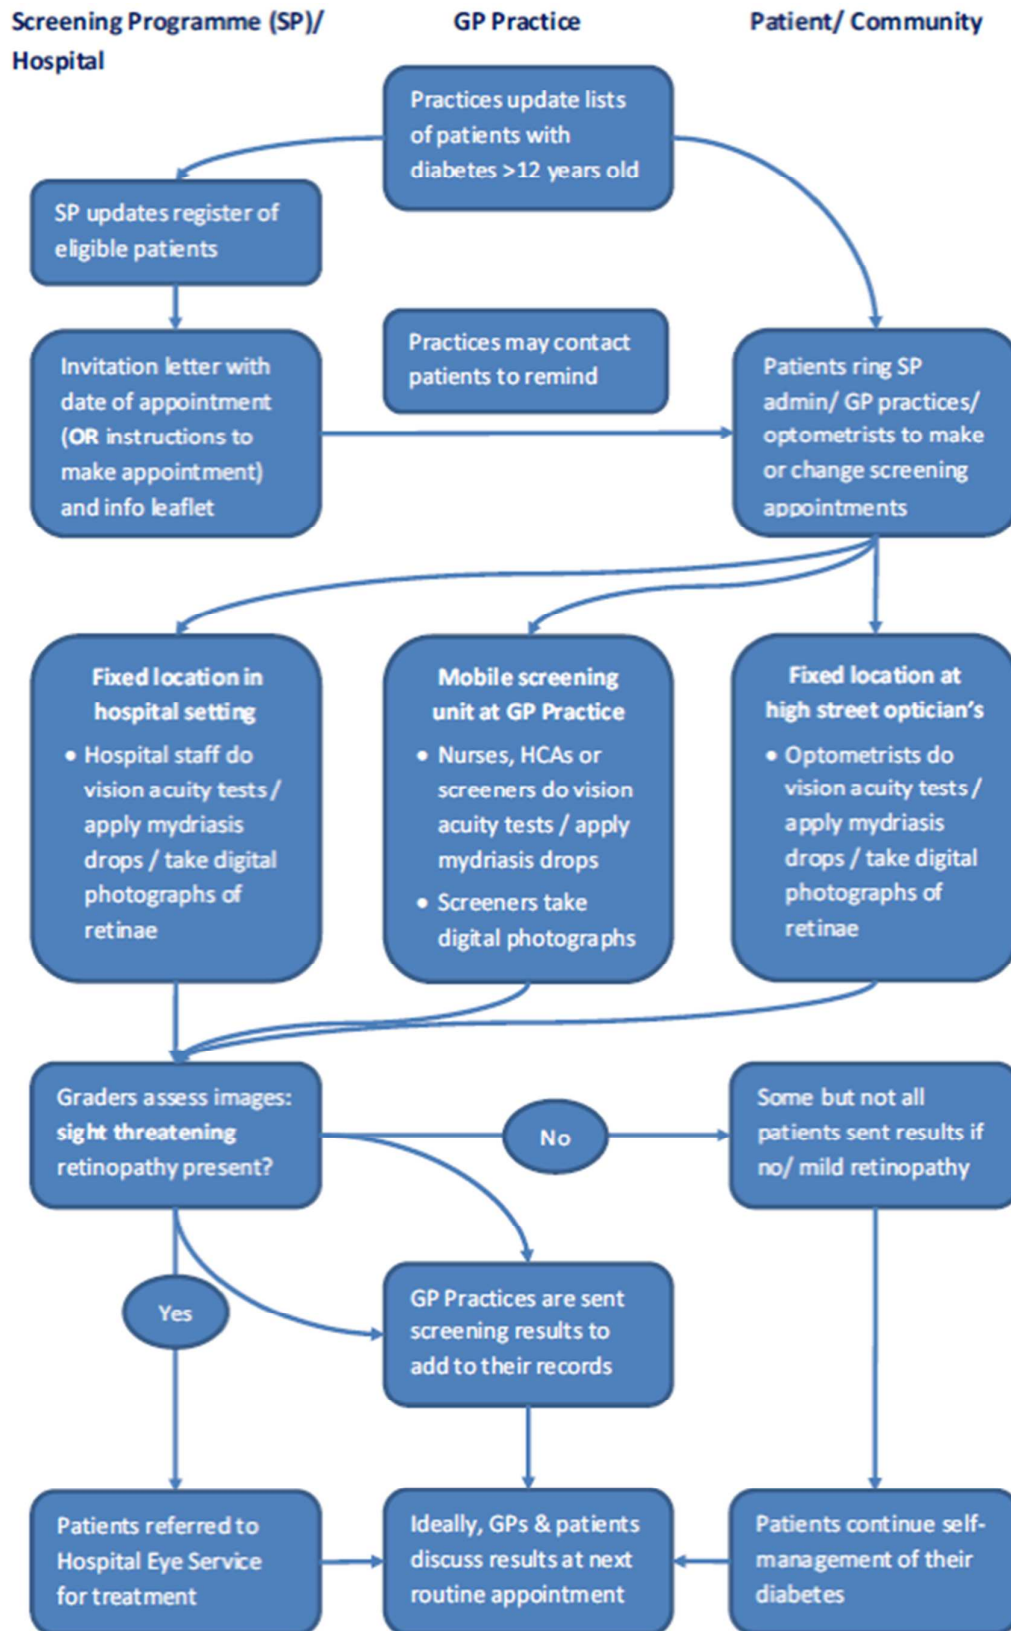 Screening Programme (SP)/
Hospital
GP Practice
Patient/ Community
Practices update lists
of patients with
diabetes >12 years old
SP updates register of
eligible patients
Invitation letter with
date of appointment
(OR instructions to
make appointment)
and info leaflet
Practices may contact
patients to remind
Patients ring SP
admin/ GP practices/
optometrists to make
or change screening
appointments
Fixed location in
hospital setting
• Hospital staff do
vision acuity tests /
apply mydriasis
drops / take digital
photographs of
retinae
Mobile screening
unit at GP Practice
• Nurses, HCAs or
screeners do vision
acuity tests / apply
mydriasis drops
• Screeners take
digital photographs
Fixed location at
high street optician's
• Optometrists do
vision acuity tests /
apply mydriasis
drops / take digital
photographs of
retinae
Graders assess images:
sight threatening
retinopathy present?
No
Some but not all
patients sent results if
no/ mild retinopathy
Yes
GP Practices are sent
screening results to
add to their records
Patients referred to
Hospital Eye Service
for treatment
Ideally, GPs & patients
discuss results at next
routine appointment
Patients continue self-
management of their
diabetes